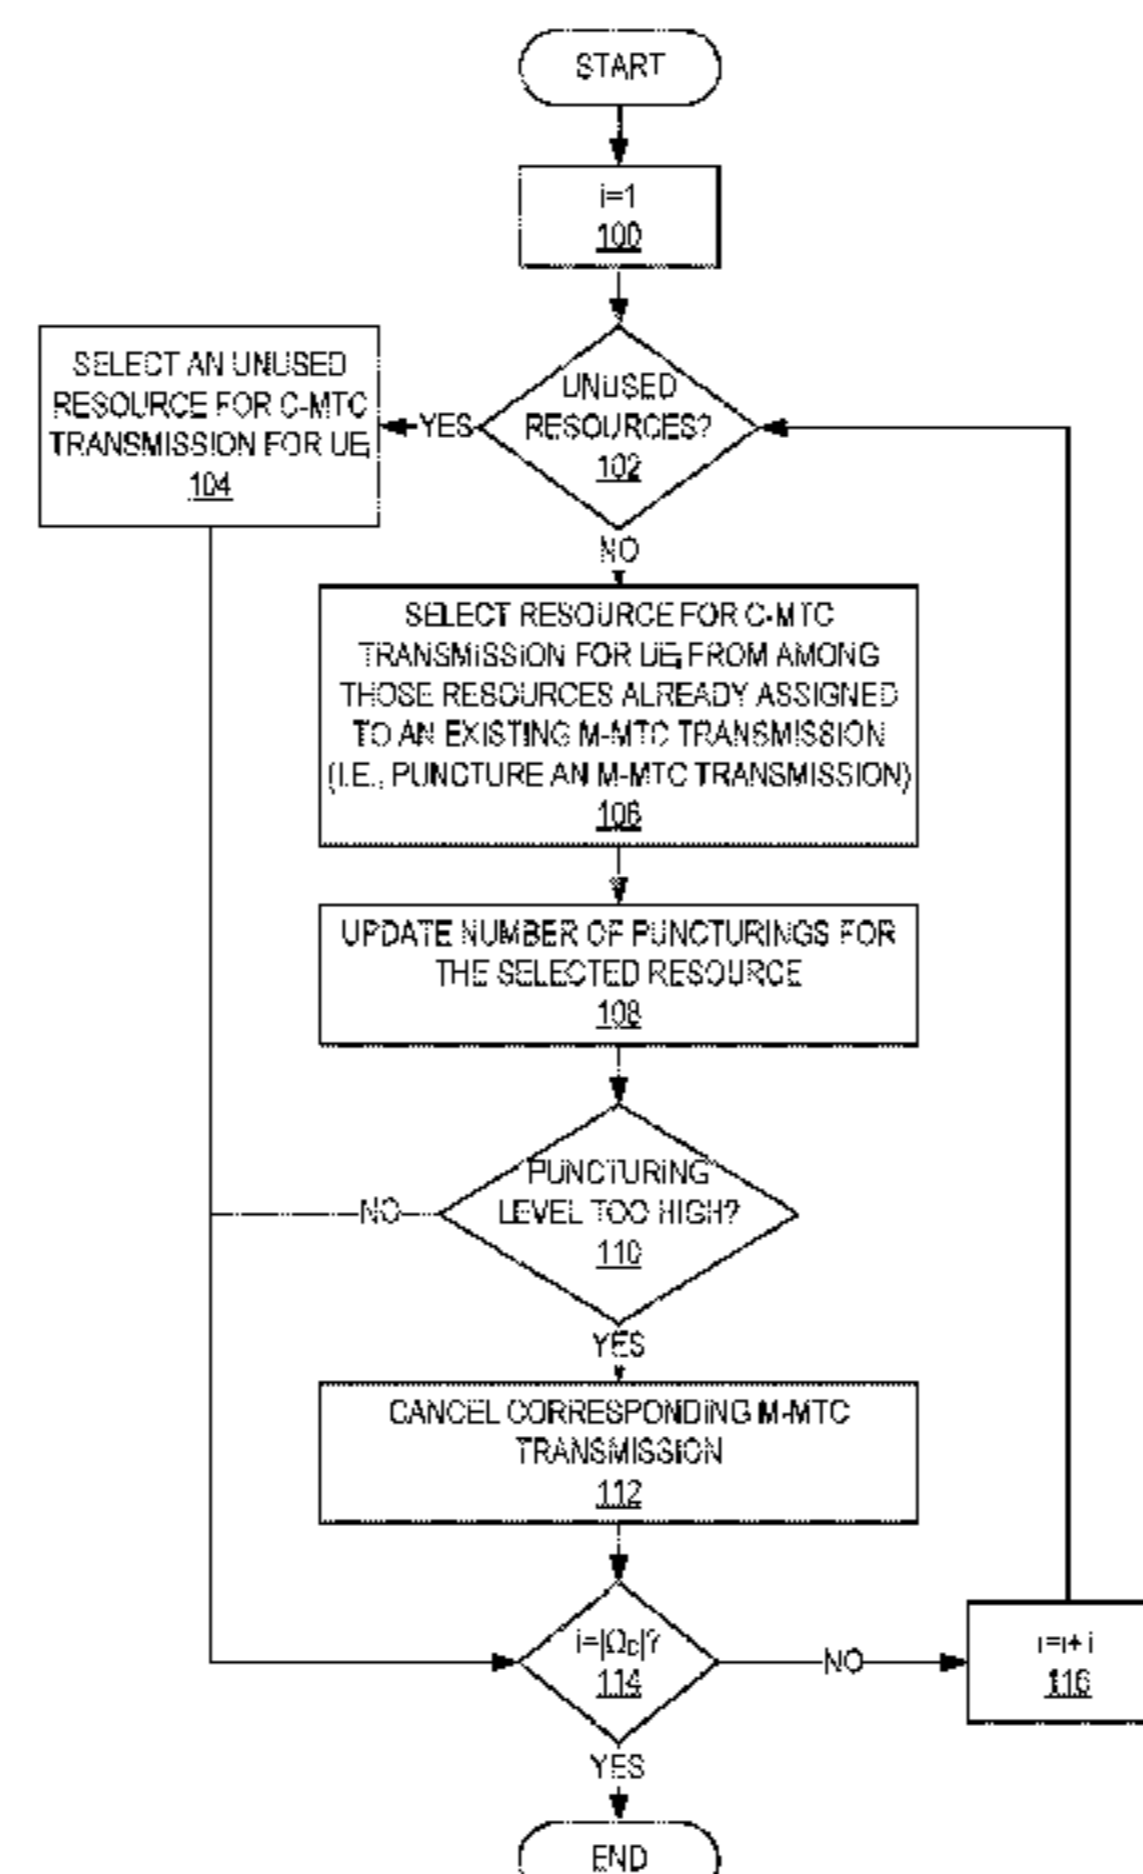 START
i=1
100
UNUSED
RESOURCES?
102
YES
SELECT AN UNUSED
RESOURCE FOR C-MTC
TRANSMISSION FOR UEi
104
NO
SELECT RESOURCE FOR C-MTC
TRANSMISSION FOR UEi FROM AMONG
THOSE RESOURCES ALREADY ASSIGNED
TO AN EXISTING M-MTC TRANSMISSION
(I.E., PUNCTURE AN M-MTC TRANSMISSION)
106
UPDATE NUMBER OF PUNCTURINGS FOR
THE SELECTED RESOURCE
108
PUNCTURING
LEVEL TOO HIGH?
110
NO
YES
CANCEL CORRESPONDING M-MTC
TRANSMISSION
112
i=|ΩC|?
114
NO
i=i+i
116
YES
END